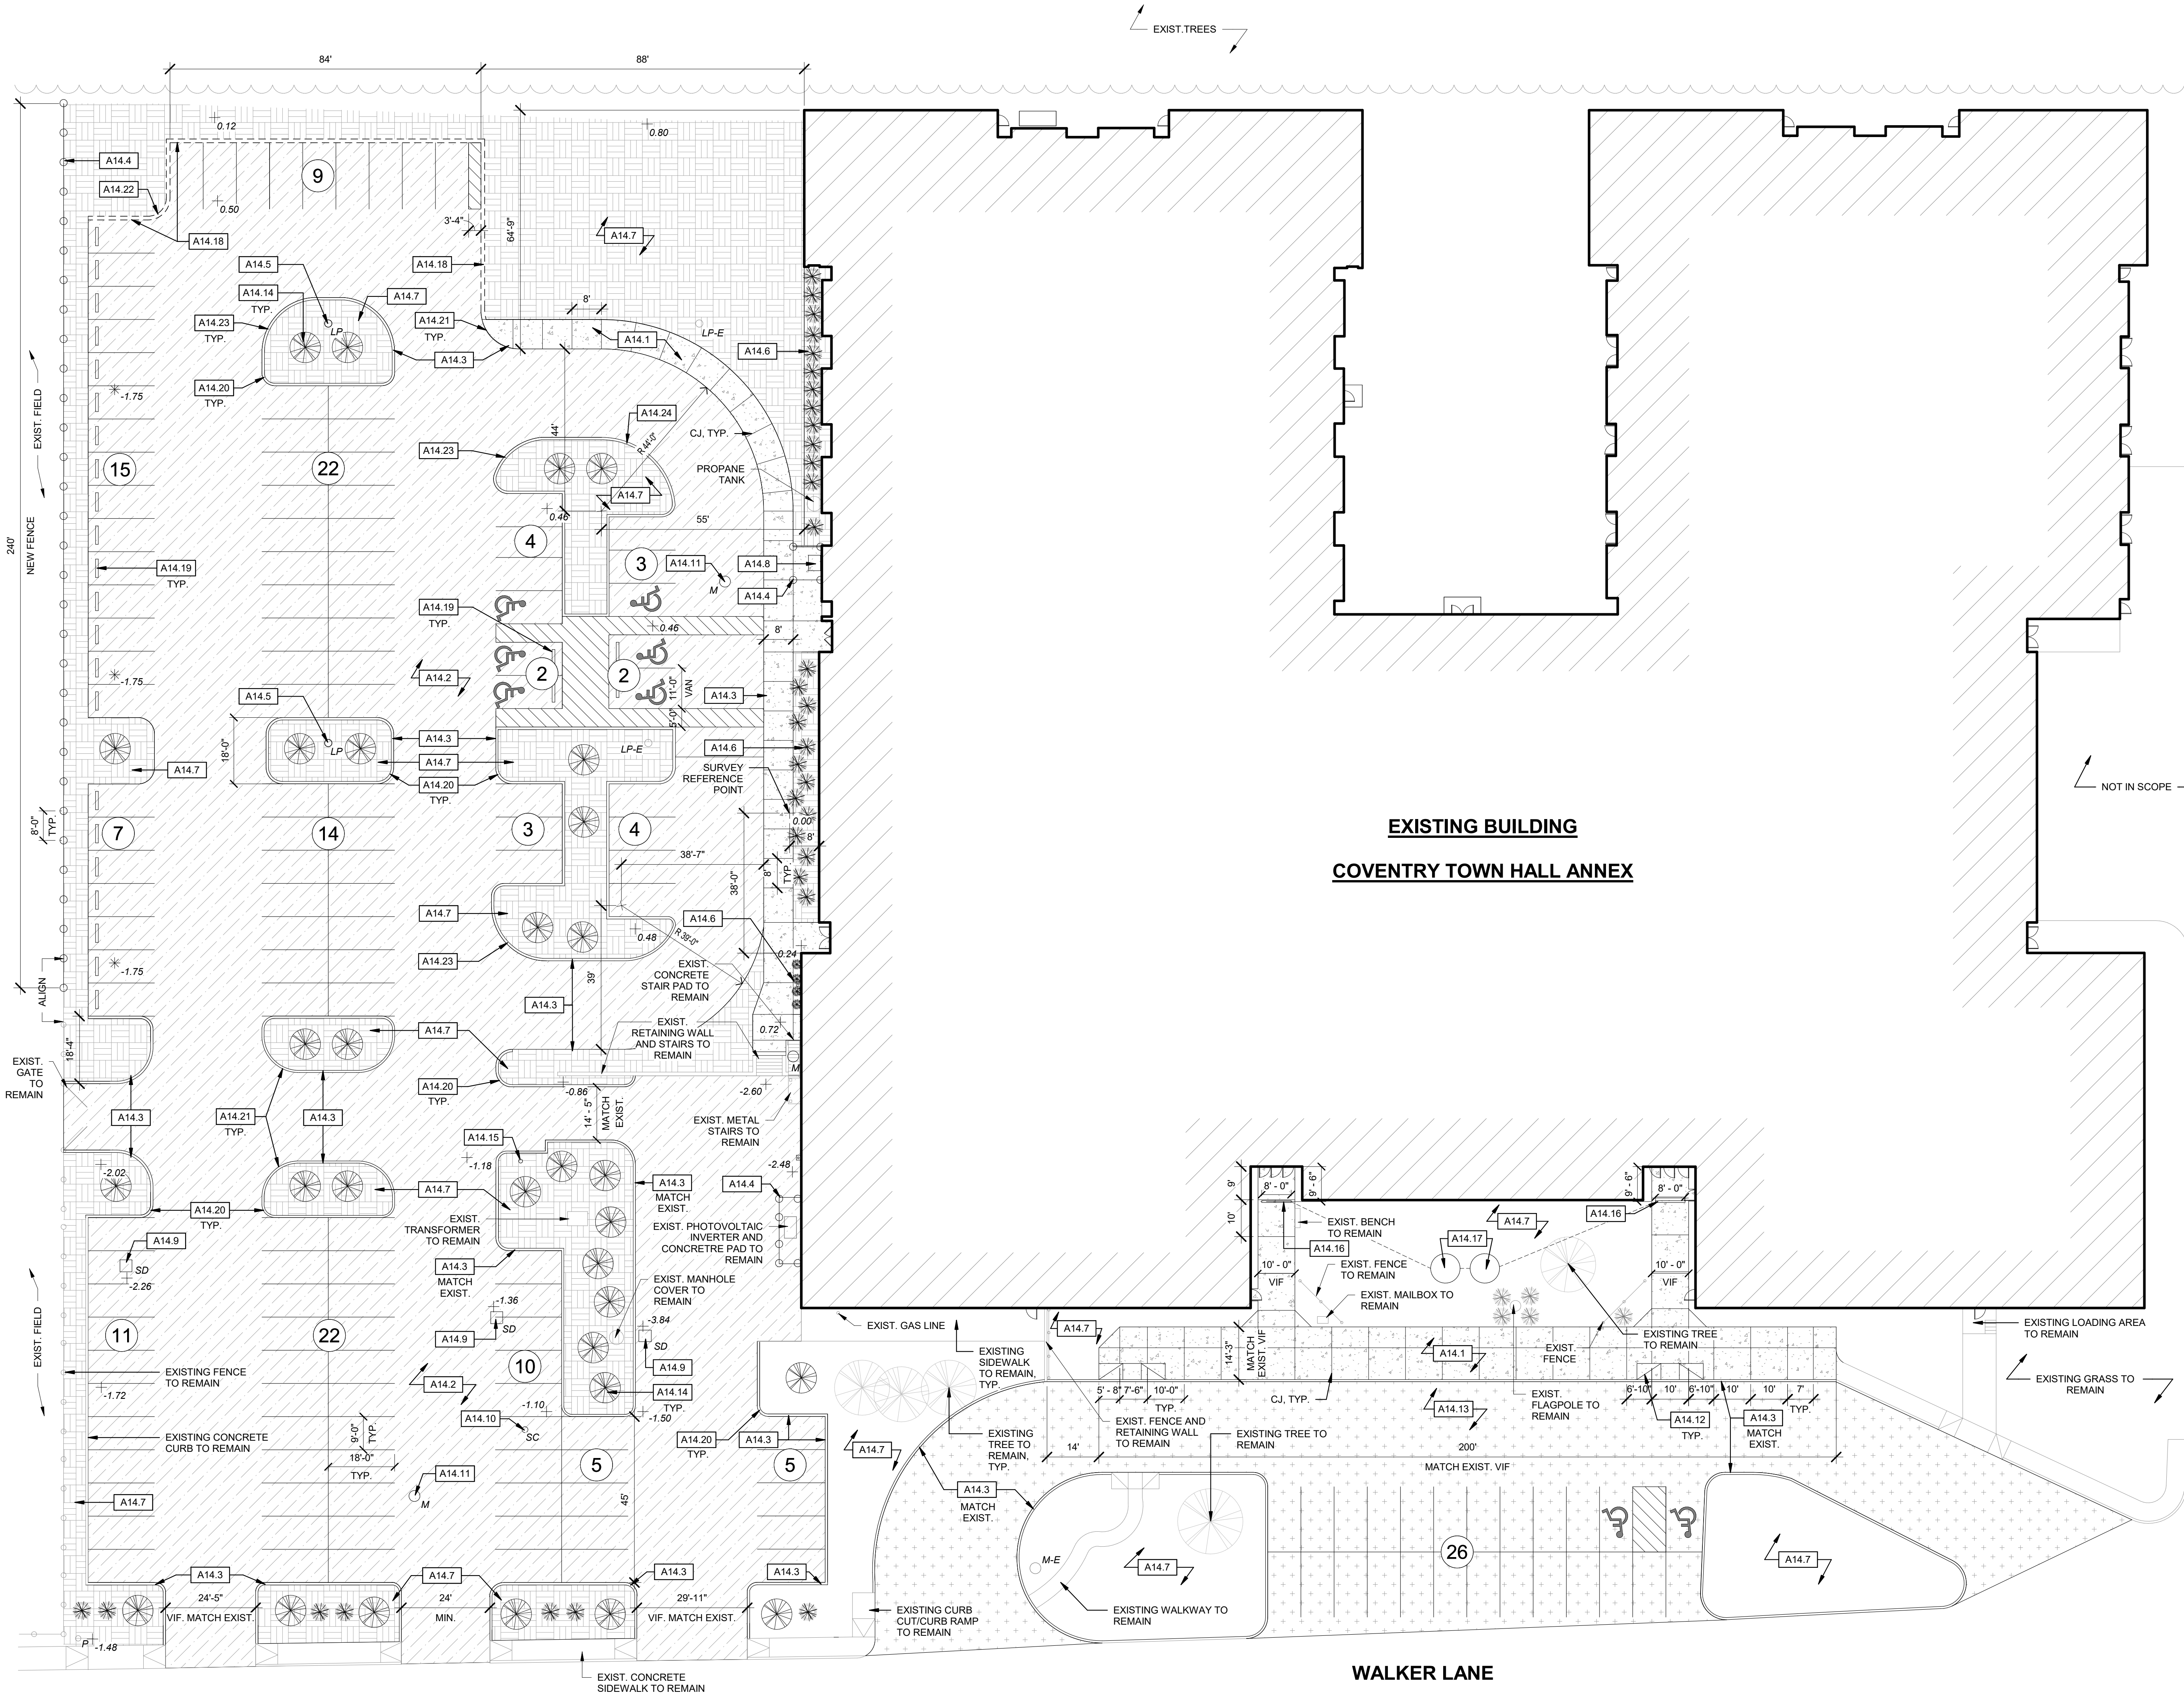 EXIST.TREES
84'
88'
0.12
0.80
A14.4
A14.22
9
0.50
3'-4"
64'-9"
A14.7
A14.18
A14.5
A14.18
A14.14
TYP.
A14.7
8'
A14.23
TYP.
LP
A14.21
TYP.
A14.1
LP-E
A14.3
A14.6
A14.20
TYP.
-1.75
EXIST. FIELD
44'
A14.24
R 44'-0"
CJ, TYP.
A14.23
15
22
PROPANE
TANK
A14.7
0.46
55'
240'
NEW FENCE
4
3
A14.11
M
A14.8
A14.19
TYP.
A14.4
A14.19
TYP.
0.46
8'
-1.75
A14.2
2
2
11'-0"
VAN
5'-0"
A14.5
A14.3
LP
18'-0"
A14.3
LP-E
A14.6
A14.7
A14.7
A14.20
TYP.
SURVEY
REFERENCE
POINT
0.00
8'
NOT IN SCOPE
8'-0"
TYP.
7
14
3
4
38'-7"
38'-0"
8'
TYP.
EXISTING BUILDING
COVENTRY TOWN HALL ANNEX
A14.7
A14.6
0.48
R 39'-0"
0.24
A14.23
-1.75
ALIGN
39'
EXIST.
CONCRETE
STAIR PAD TO
REMAIN
A14.3
0.72
A14.7
EXIST.
RETAINING WALL
AND STAIRS TO
REMAIN
18'-4"
EXIST.
GATE
TO
REMAIN
M
A14.20
TYP.
-0.86
-2.60
A14.3
A14.21
TYP.
A14.3
14' - 5"
MATCH
EXIST.
EXIST. METAL
STAIRS TO
REMAIN
A14.15
-1.18
-2.02
-2.48
A14.7
A14.3
MATCH
EXIST.
A14.4
9'
8' - 0"
9' - 6"
9' - 6"
8' - 0"
A14.20
TYP.
EXIST.
TRANSFORMER
TO REMAIN
EXIST. PHOTOVOLTAIC
INVERTER AND
CONCRETRE PAD TO
REMAIN
10'
EXIST. BENCH
TO REMAIN
A14.16
A14.17
A14.7
A14.16
A14.9
SD
-2.26
A14.3
MATCH
EXIST.
EXIST. MANHOLE
COVER TO
REMAIN
10' - 0"
VIF
EXIST. FENCE
TO REMAIN
10' - 0"
VIF
EXIST. MAILBOX TO
REMAIN
-1.36
SD
A14.9
-3.84
SD
A14.9
EXIST. GAS LINE
A14.7
EXISTING LOADING AREA
TO REMAIN
EXIST. FIELD
11
22
10
EXISTING
SIDEWALK
TO REMAIN,
TYP.
14'-3"
MATCH
EXIST. VIF
A14.1
EXIST.
FENCE
EXISTING TREE
TO REMAIN
EXISTING FENCE
TO REMAIN
-1.72
A14.2
A14.14
TYP.
-1.10
-1.50
A14.10
SC
5' - 8"
7'-6"
10'-0"
TYP.
CJ, TYP.
A14.13
EXIST.
FLAGPOLE TO
REMAIN
6'-10"
10'
6'-10"
10'
10'
7'
TYP.
A14.12
TYP.
A14.3
MATCH
EXIST.
EXISTING GRASS TO
REMAIN
EXISTING CONCRETE
CURB TO REMAIN
9'-0"
TYP.
18'-0"
TYP.
A14.20
TYP.
A14.3
A14.7
EXISTING
TREE TO
REMAIN,
TYP.
EXIST. FENCE AND
RETAINING WALL
TO REMAIN
14'
EXISTING TREE TO
REMAIN
200'
MATCH EXIST. VIF
5
5
A14.11
M
45'
A14.7
A14.3
MATCH
EXIST.
26
M-E
A14.7
A14.7
A14.3
A14.7
A14.3
A14.3
24'-5"
VIF. MATCH EXIST.
24'
MIN.
29'-11"
VIF. MATCH EXIST.
EXISTING CURB
CUT/CURB RAMP
TO REMAIN
EXISTING WALKWAY TO
REMAIN
P
-1.48
EXIST. CONCRETE
SIDEWALK TO REMAIN
WALKER LANE